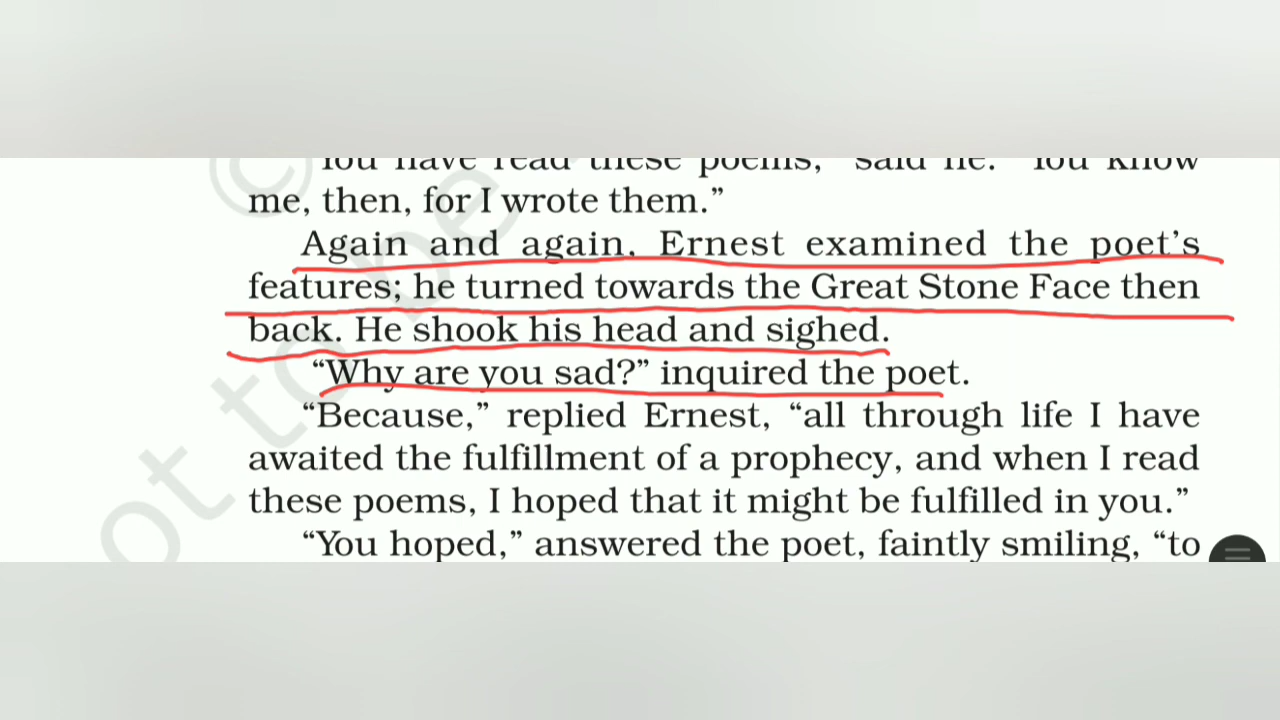 "You have read these poems," said he. "You know
me, then, for I wrote them.”
Again and again, Ernest examined the poet’s
features; he turned towards the Great Stone Face then
back. He shook his head and sighed.
“Why are you sad?” inquired the poet.
“Because,” replied Ernest, “all through life I have
awaited the fulfillment of a prophecy, and when I read
these poems, I hoped that it might be fulfilled in you.”
“You hoped,” answered the poet, faintly smiling, “to
©
ot to be